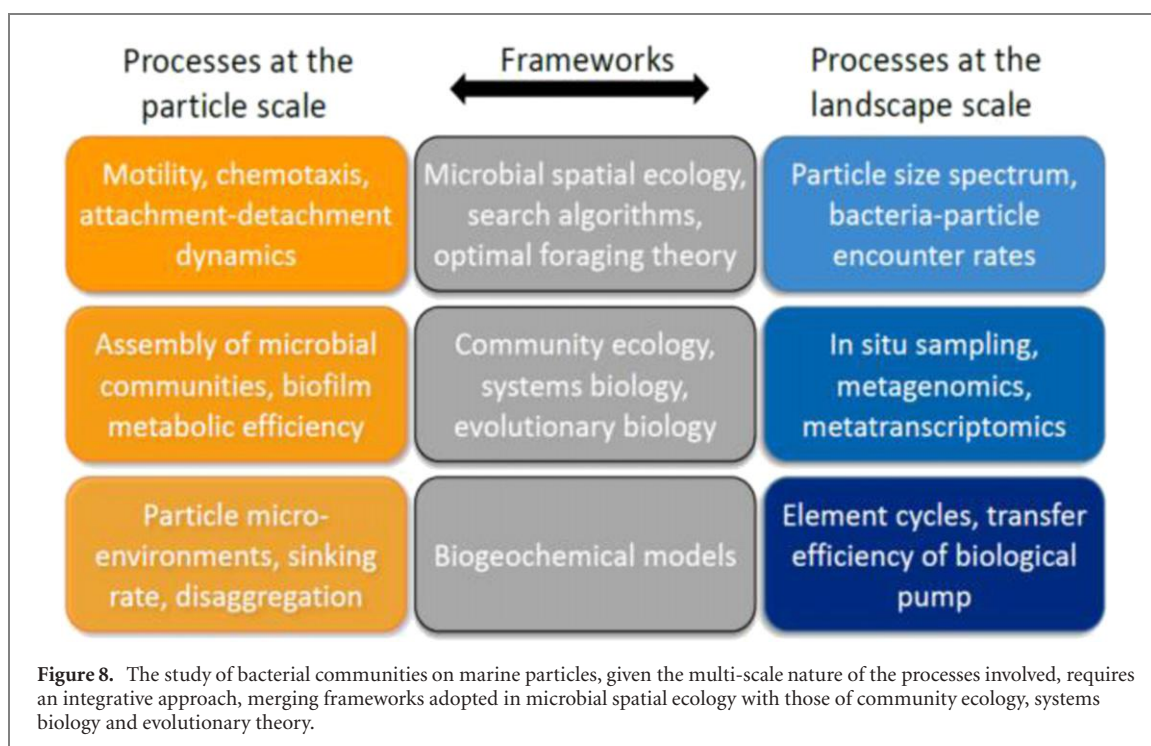 Processes at the
particle scale
Frameworks
Processes at the
landscape scale
Motility, chemotaxis,
attachment-detachment
dynamics
Microbial spatial ecology,
search algorithms,
optimal foraging theory
Particle size spectrum,
bacteria-particle
encounter rates
Assembly of microbial
communities, biofilm
metabolic efficiency
Community ecology,
systems biology,
evolutionary biology
In situ sampling,
metagenomics,
metatranscriptomics
Particle micro-
environments, sinking
rate, disaggregation
Biogeochemical models
Element cycles, transfer
efficiency of biological
pump
Figure 8. The study of bacterial communities on marine particles, given the multi-scale nature of the processes involved, requires
an integrative approach, merging frameworks adopted in microbial spatial ecology with those of community ecology, systems
biology and evolutionary theory.